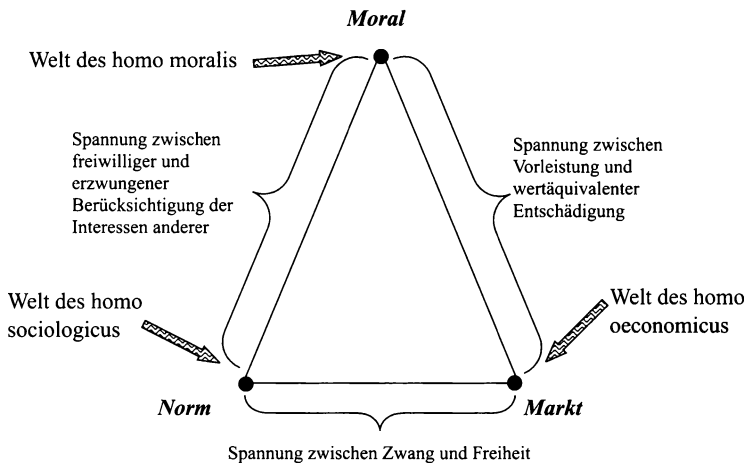 Moral
Welt des homo moralis
Spannung zwischen
freiwilliger und
erzwungener
Berücksichtigung der
Interessen anderer
Spannung zwischen
Vorleistung und
wertäquivalenter
Entschädigung
Welt des homo
sociologicus
Welt des homo
oeconomicus
Norm
Markt
Spannung zwischen Zwang und Freiheit